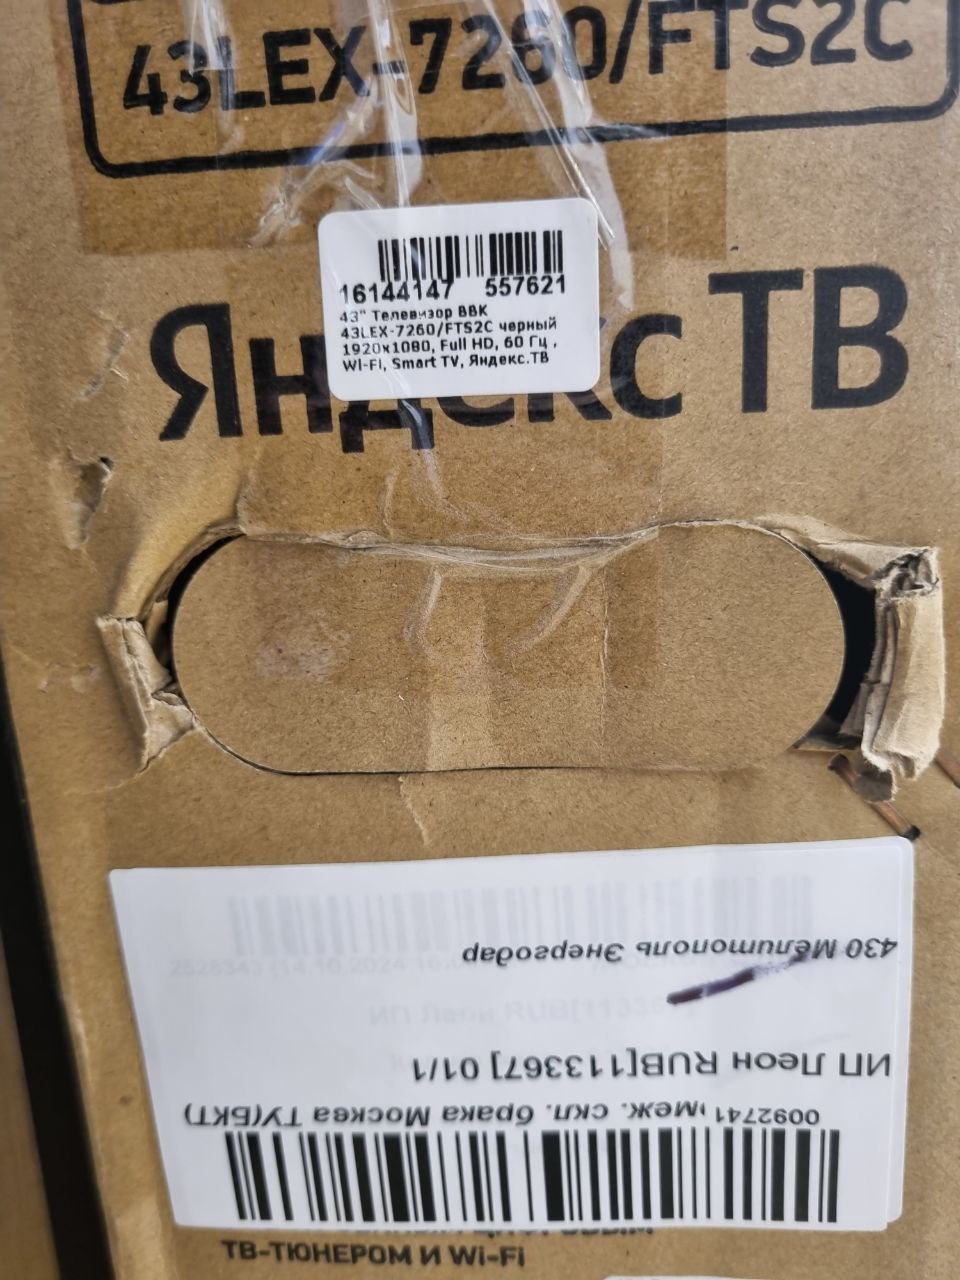 43LEX-7260/FTS2C
16144147 557621
43" Телевизор BBK
43LEX-7260/FTS2C черный
1920x1080, Full HD, 60 Гц ,
Wi-Fi, Smart TV, Яндекс.ТВ
Яндекс ТВ
0092741 меж. скл. брака Москва ТУ(БКТ)
ИП Леон RUB[113367] 01/1
430 Мелитополь Энергодар
ТВ-ТЮНЕРОМ И Wi-Fi